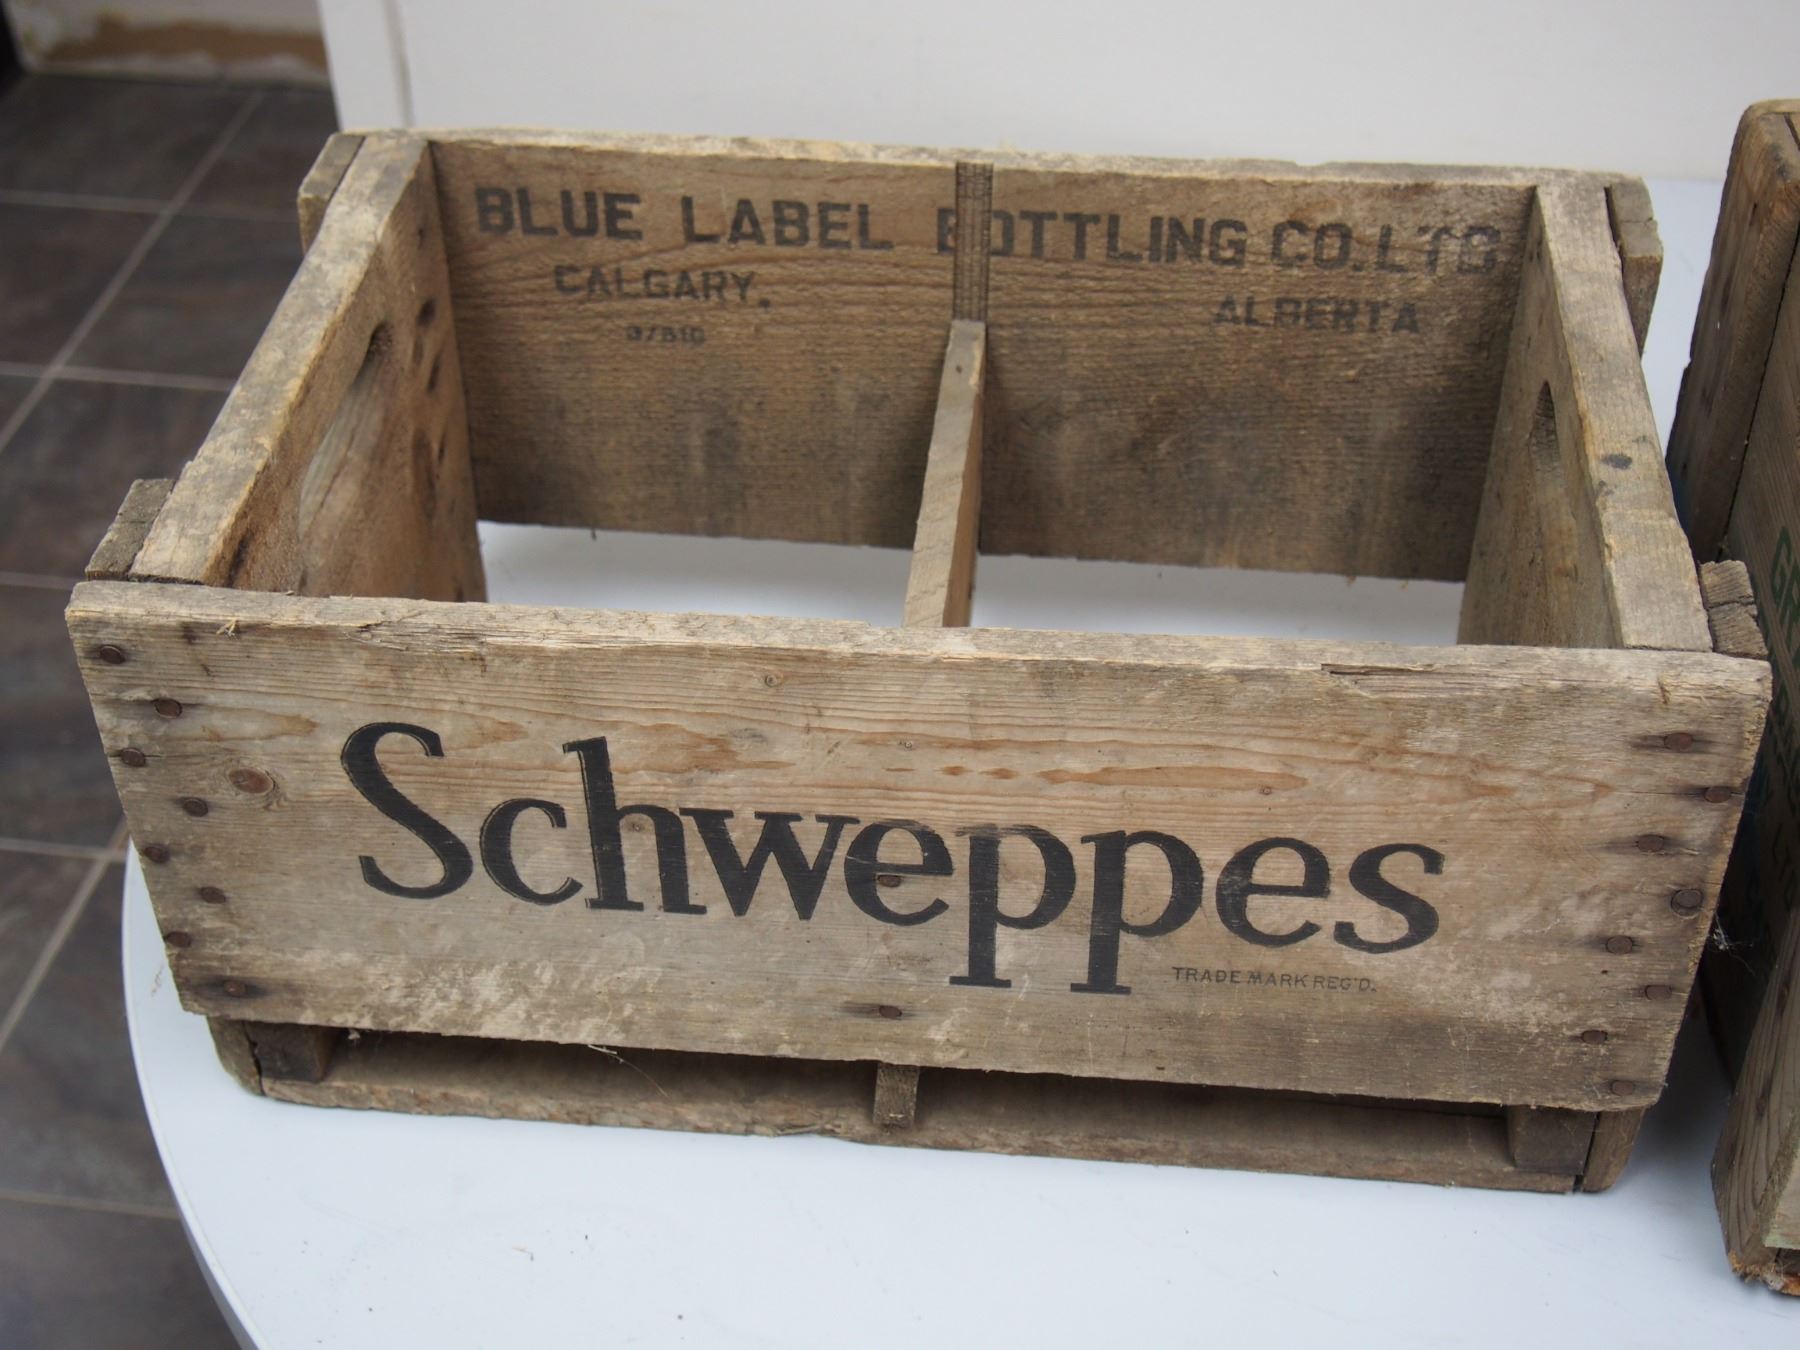 BLUE LABEL BOTTLING CO. LTD
CALGARY. ALBERTA
Schweppes
TRADE MARK REG'D.